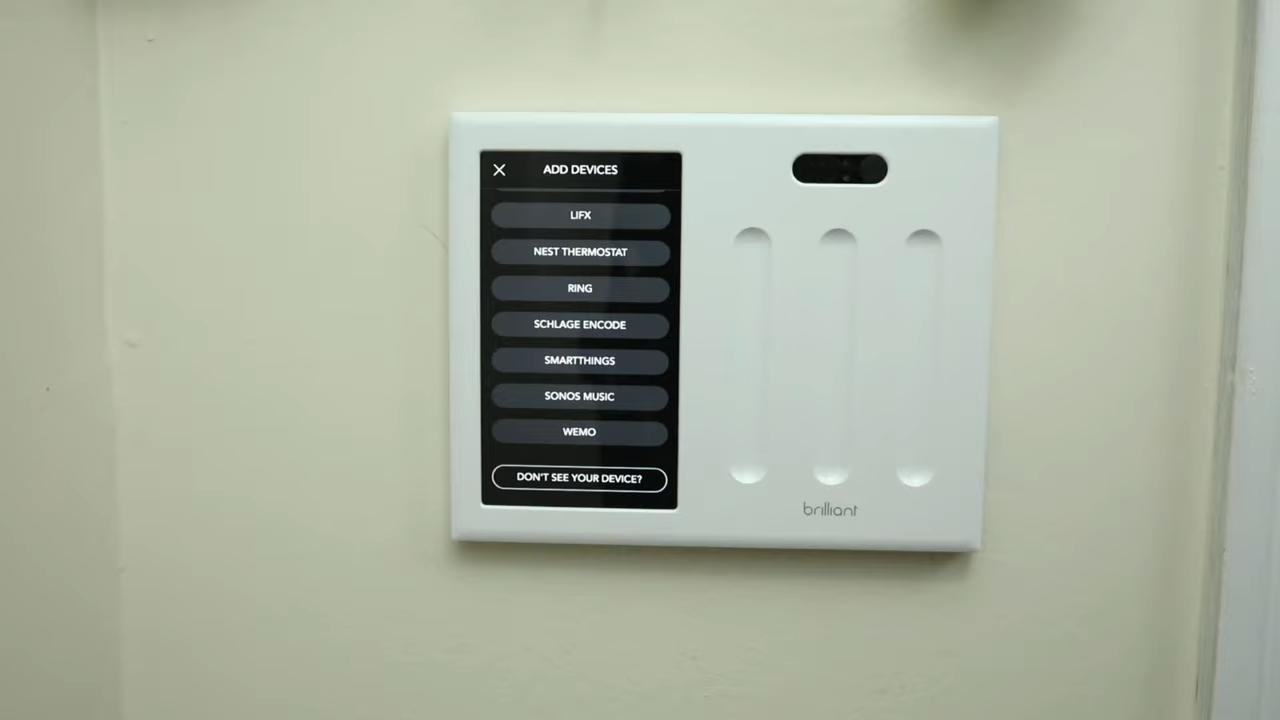 ADD DEVICES
LIFX
NEST THERMOSTAT
RING
SCHLAGE ENCODE
SMARTTHINGS
SONOS MUSIC
WEMO
DON'T SEE YOUR DEVICE?
brilliant